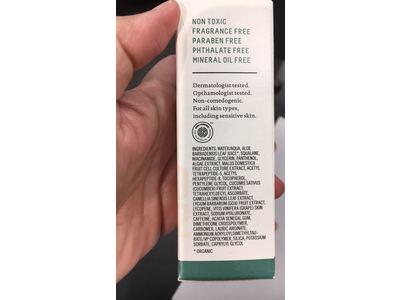 NON TOXIC
FRAGRANCE FREE
PARABEN FREE
PHTHALATE FREE
MINERAL OIL FREE
Dermatologist tested.
Opthamologist tested.
Non-comedogenic.
For all skin types,
including sensitive skin.
INGREDIENTS: WATER/AQUA, ALOE
BARBADENSIS LEAF JUICE*, SQUALANE,
NIACINAMIDE, GLYCERIN, PANTHENOL,
ALGAE EXTRACT, MALUS DOMESTICA
FRUIT CELL CULTURE EXTRACT, ACETYL
TETRAPEPTIDE-5, ACETYL
HEXAPEPTIDE-8, TOCOPHEROL,
PENTYLENE GLYCOL, CUCUMIS SATIVUS
(CUCUMBER) FRUIT EXTRACT,
TETRAHEXYLDECYL ASCORBATE,
CAMELLIA SINENSIS LEAF EXTRACT,
LYCIUM BARBARUM (GOJI) FRUIT EXTRACT,
LYCOPENE, VITIS VINIFERA (GRAPE) SKIN
EXTRACT, SODIUM HYALURONATE,
CAFFEINE, ACACIA SENEGAL GUM,
DIMETHICONE CROSSPOLYMER,
CARBOMER, LAURIC ARGINATE,
AMMONIUM ACRYLOYLDIMETHYLTAU-
RATE/VP COPOLYMER, SILICA, POTASSIUM
SORBATE, CAPRYLYL GLYCOL
* ORGANIC